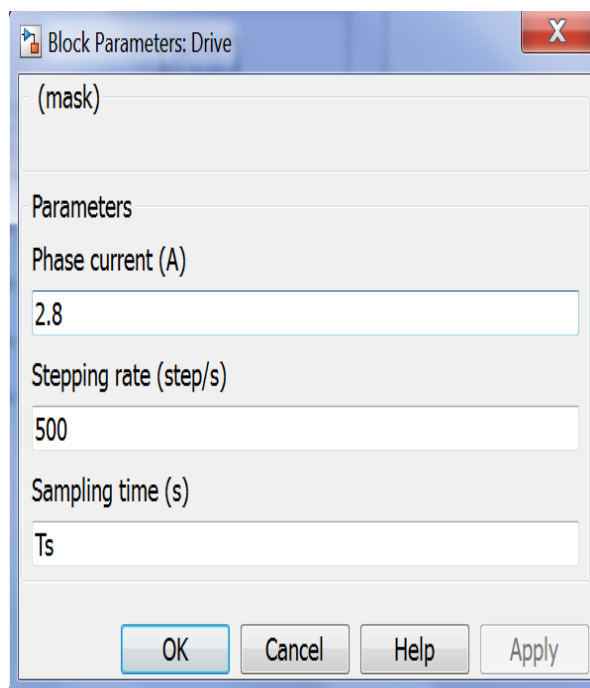 Block Parameters: Drive
X
(mask)
Parameters
Phase current (A)
2.8
Stepping rate (step/s)
500
Sampling time (s)
Ts
OK Cancel Help Apply